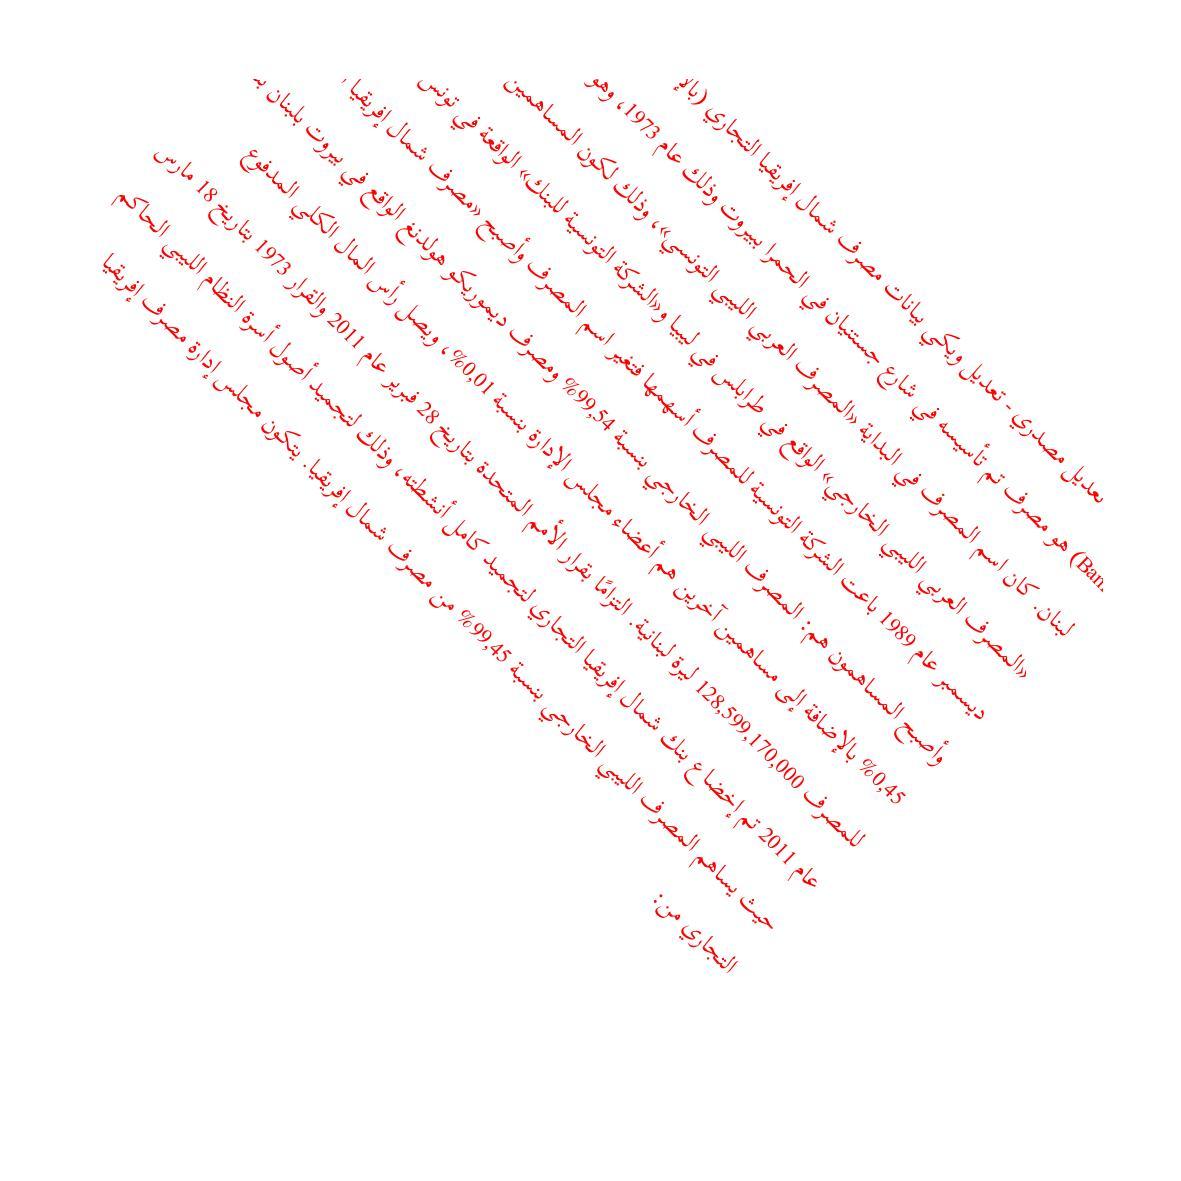 تعديل مصدري - تعديل ويكي بيانات مصرف شمال إفريقيا التجاري
هو مصرف تم تأسيسه في شارع جستنيان في الحمرا ببيروت وذلك عام 1973، وهو
لبنان. كان اسم المصرف في البداية «المصرف العربي الليبي التونسي»، وذلك لكون المساهمين
«المصرف العربي الليبي الخارجي» الواقع في طرابلس في ليبيا و«الشركة التونسية للبنك» الواقعة في تونس
ديسمبر عام 1989 باعت الشركة التونسية للمصرف أسهمها فتغير اسم المصرف وأصبح «مصرف شمال إفريقيا
وأصبح المساهمون هم: المصرف الليبي الخارجي بنسبة 99,54% ومصرف ديموريكو هولدنغ الواقع في بيروت بلبنان
0,45% بالإضافة إلى مساهمين آخرين هم أعضاء مجلس الإدارة بنسبة 0,01%، ويصل رأس المال الكلي المدفوع
للمصرف 128,599,170,000 ليرة لبنانية. التزامًا بقرار الأمم المتحدة بتاريخ 28 فبرير عام 2011 والقرار 1973 بتاريخ 18 مارس
عام 2011 تم إخضاع بنك شمال إفريقيا التجاري لتجميد كامل أنشطته، وذلك لتجميد أصول أسرة النظام الليبي الحاكم
حيث يساهم المصرف الليبي الخارجي بنسبة 99,45% من مصرف شمال إفريقيا. يتكون مجلس إدارة مصرف إفريقيا
التجاري من: